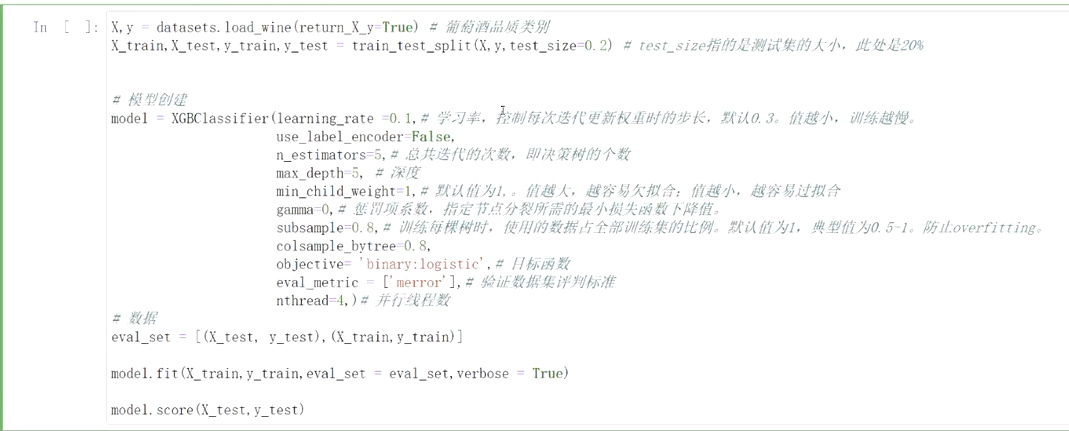 In [ ]: X,y = datasets.load_wine(return_X_y=True) # 葡萄酒品质类别
X_train,X_test,y_train,y_test = train_test_split(X,y,test_size=0.2) # test_size指的是测试集的大小，此处是20%
# 模型创建
model = XGBClassifier(learning_rate =0.1,# 学习率，控制每次迭代更新权重时的步长，默认0.3。值越小，训练越慢。
use_label_encoder=False,
n_estimators=5,# 总共迭代的次数，即决策树的个数
max_depth=5, # 深度
min_child_weight=1,# 默认值为1,。值越大，越容易欠拟合；值越小，越容易过拟合
gamma=0,# 惩罚项系数，指定节点分裂所需的最小损失函数下降值。
subsample=0.8,# 训练每棵树时，使用的数据占全部训练集的比例。默认值为1，典型值为0.5-1。防止overfitting。
colsample_bytree=0.8,
objective= 'binary:logistic',# 目标函数
eval_metric = ['merror'],# 验证数据集评判标准
nthread=4,)# 并行线程数
# 数据
eval_set = [(X_test, y_test),(X_train,y_train)]
model.fit(X_train,y_train,eval_set = eval_set,verbose = True)
model.score(X_test,y_test)